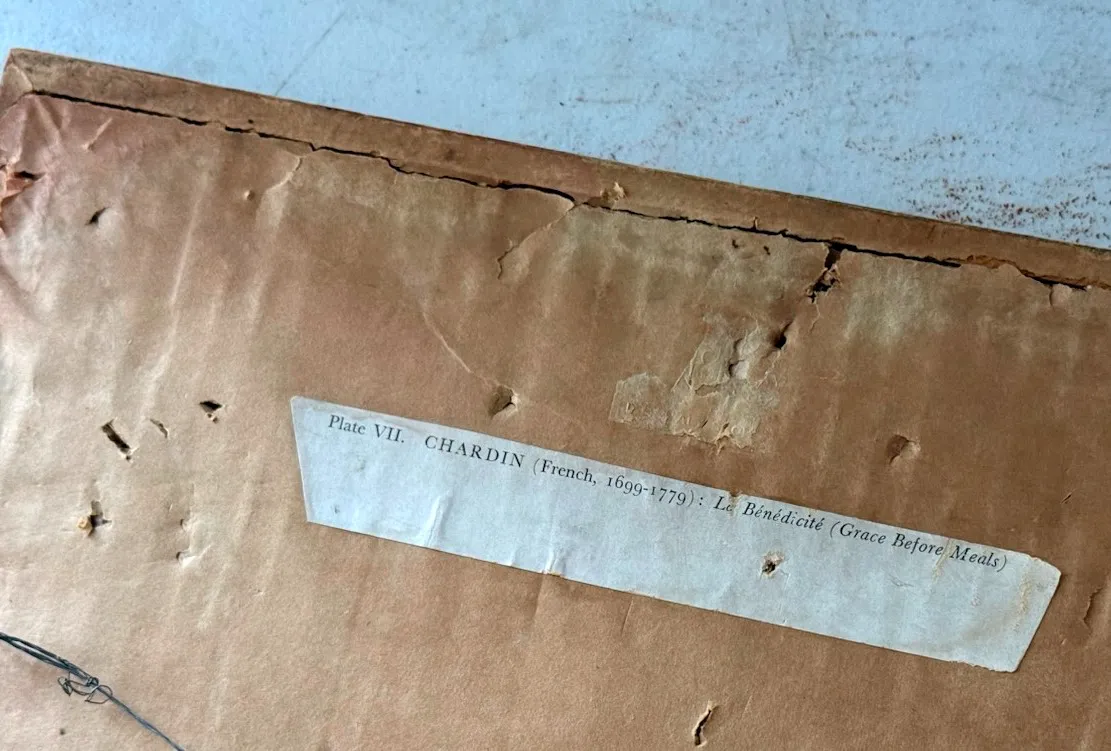 Plate VII. CHARDIN (French, 1699-1779): Le Bénédicité (Grace Before Meals)